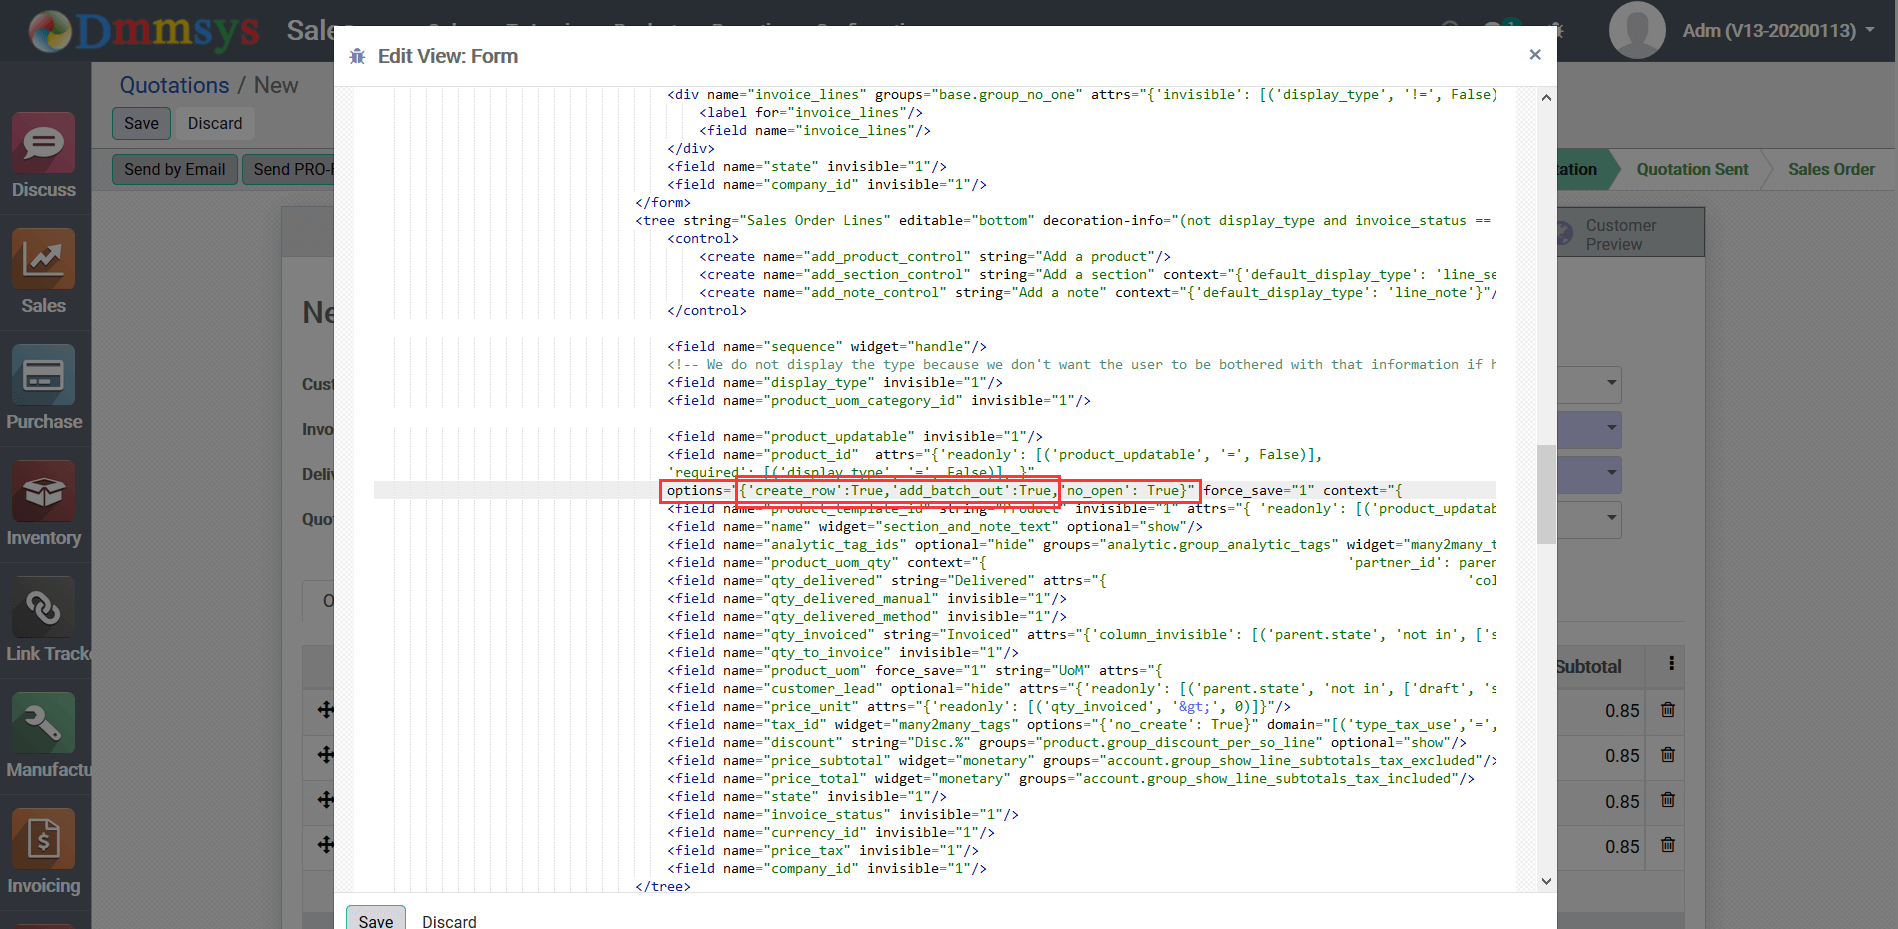 Dmmsys
Edit View: Form
×
Adm (V13-20200113)
Quotations / New
Save
Discard
Send by Email
Quotation Sent
Sales Order
Customer
Preview
Discuss
Sales
Purchase
Inventory
Link Track
Manufactu
Invoicing
<div name="invoice_lines" groups="base.group_no_one" attrs="{'invisible': [('display_type', '!=', False)
<label for="invoice_lines"/>
<field name="invoice_lines"/>
</div>
<field name="state" invisible="1"/>
<field name="company_id" invisible="1"/>
</form>
<tree string="Sales Order Lines" editable="bottom" decoration-info="(not display_type and invoice_status ==
<control>
<create name="add_product_control" string="Add a product"/>
<create name="add_section_control" string="Add a section" context="{'default_display_type': 'line_se
<create name="add_note_control" string="Add a note" context="{'default_display_type': 'line_note'}"/
</control>
<field name="sequence" widget="handle"/>
<!-- We do not display the type because we don't want the user to be bothered with that information if h
<field name="display_type" invisible="1"/>
<field name="product_uom_category_id" invisible="1"/>
<field name="product_updatable" invisible="1"/>
<field name="product_id" attrs="{'readonly': [('product_updatable', '=', False)],
'required': [('display_type', '=', False)], }"
options="{'create_row':True,'add_batch_out':True,'no_open': True}" force_save="1" context="{
<field name="product_template_id" string="Product" invisible="1" attrs="{ 'readonly': [('product_updatab
<field name="name" widget="section_and_note_text" optional="show"/>
<field name="analytic_tag_ids" optional="hide" groups="analytic.group_analytic_tags" widget="many2many_t
<field name="product_uom_qty" context="{ 'partner_id': paren
<field name="qty_delivered" string="Delivered" attrs="{ 'col
<field name="qty_delivered_manual" invisible="1"/>
<field name="qty_delivered_method" invisible="1"/>
<field name="qty_invoiced" string="Invoiced" attrs="{'column_invisible': [('parent.state', 'not in', ['s
<field name="qty_to_invoice" invisible="1"/>
<field name="product_uom" force_save="1" string="UoM" attrs="{
<field name="customer_lead" optional="hide" attrs="{'readonly': [('parent.state', 'not in', ['draft', 's
<field name="price_unit" attrs="{'readonly': [('qty_invoiced', '&gt;', 0)]}"/>
<field name="tax_id" widget="many2many_tags" options="{'no_create': True}" domain="[('type_tax_use','=',
<field name="discount" string="Disc.%" groups="product.group_discount_per_so_line" optional="show"/>
<field name="price_subtotal" widget="monetary" groups="account.group_show_line_subtotals_tax_excluded"/>
<field name="price_total" widget="monetary" groups="account.group_show_line_subtotals_tax_included"/>
<field name="state" invisible="1"/>
<field name="invoice_status" invisible="1"/>
<field name="currency_id" invisible="1"/>
<field name="price_tax" invisible="1"/>
<field name="company_id" invisible="1"/>
</tree>
Subtotal
0.85
0.85
0.85
0.85
Save
Discard